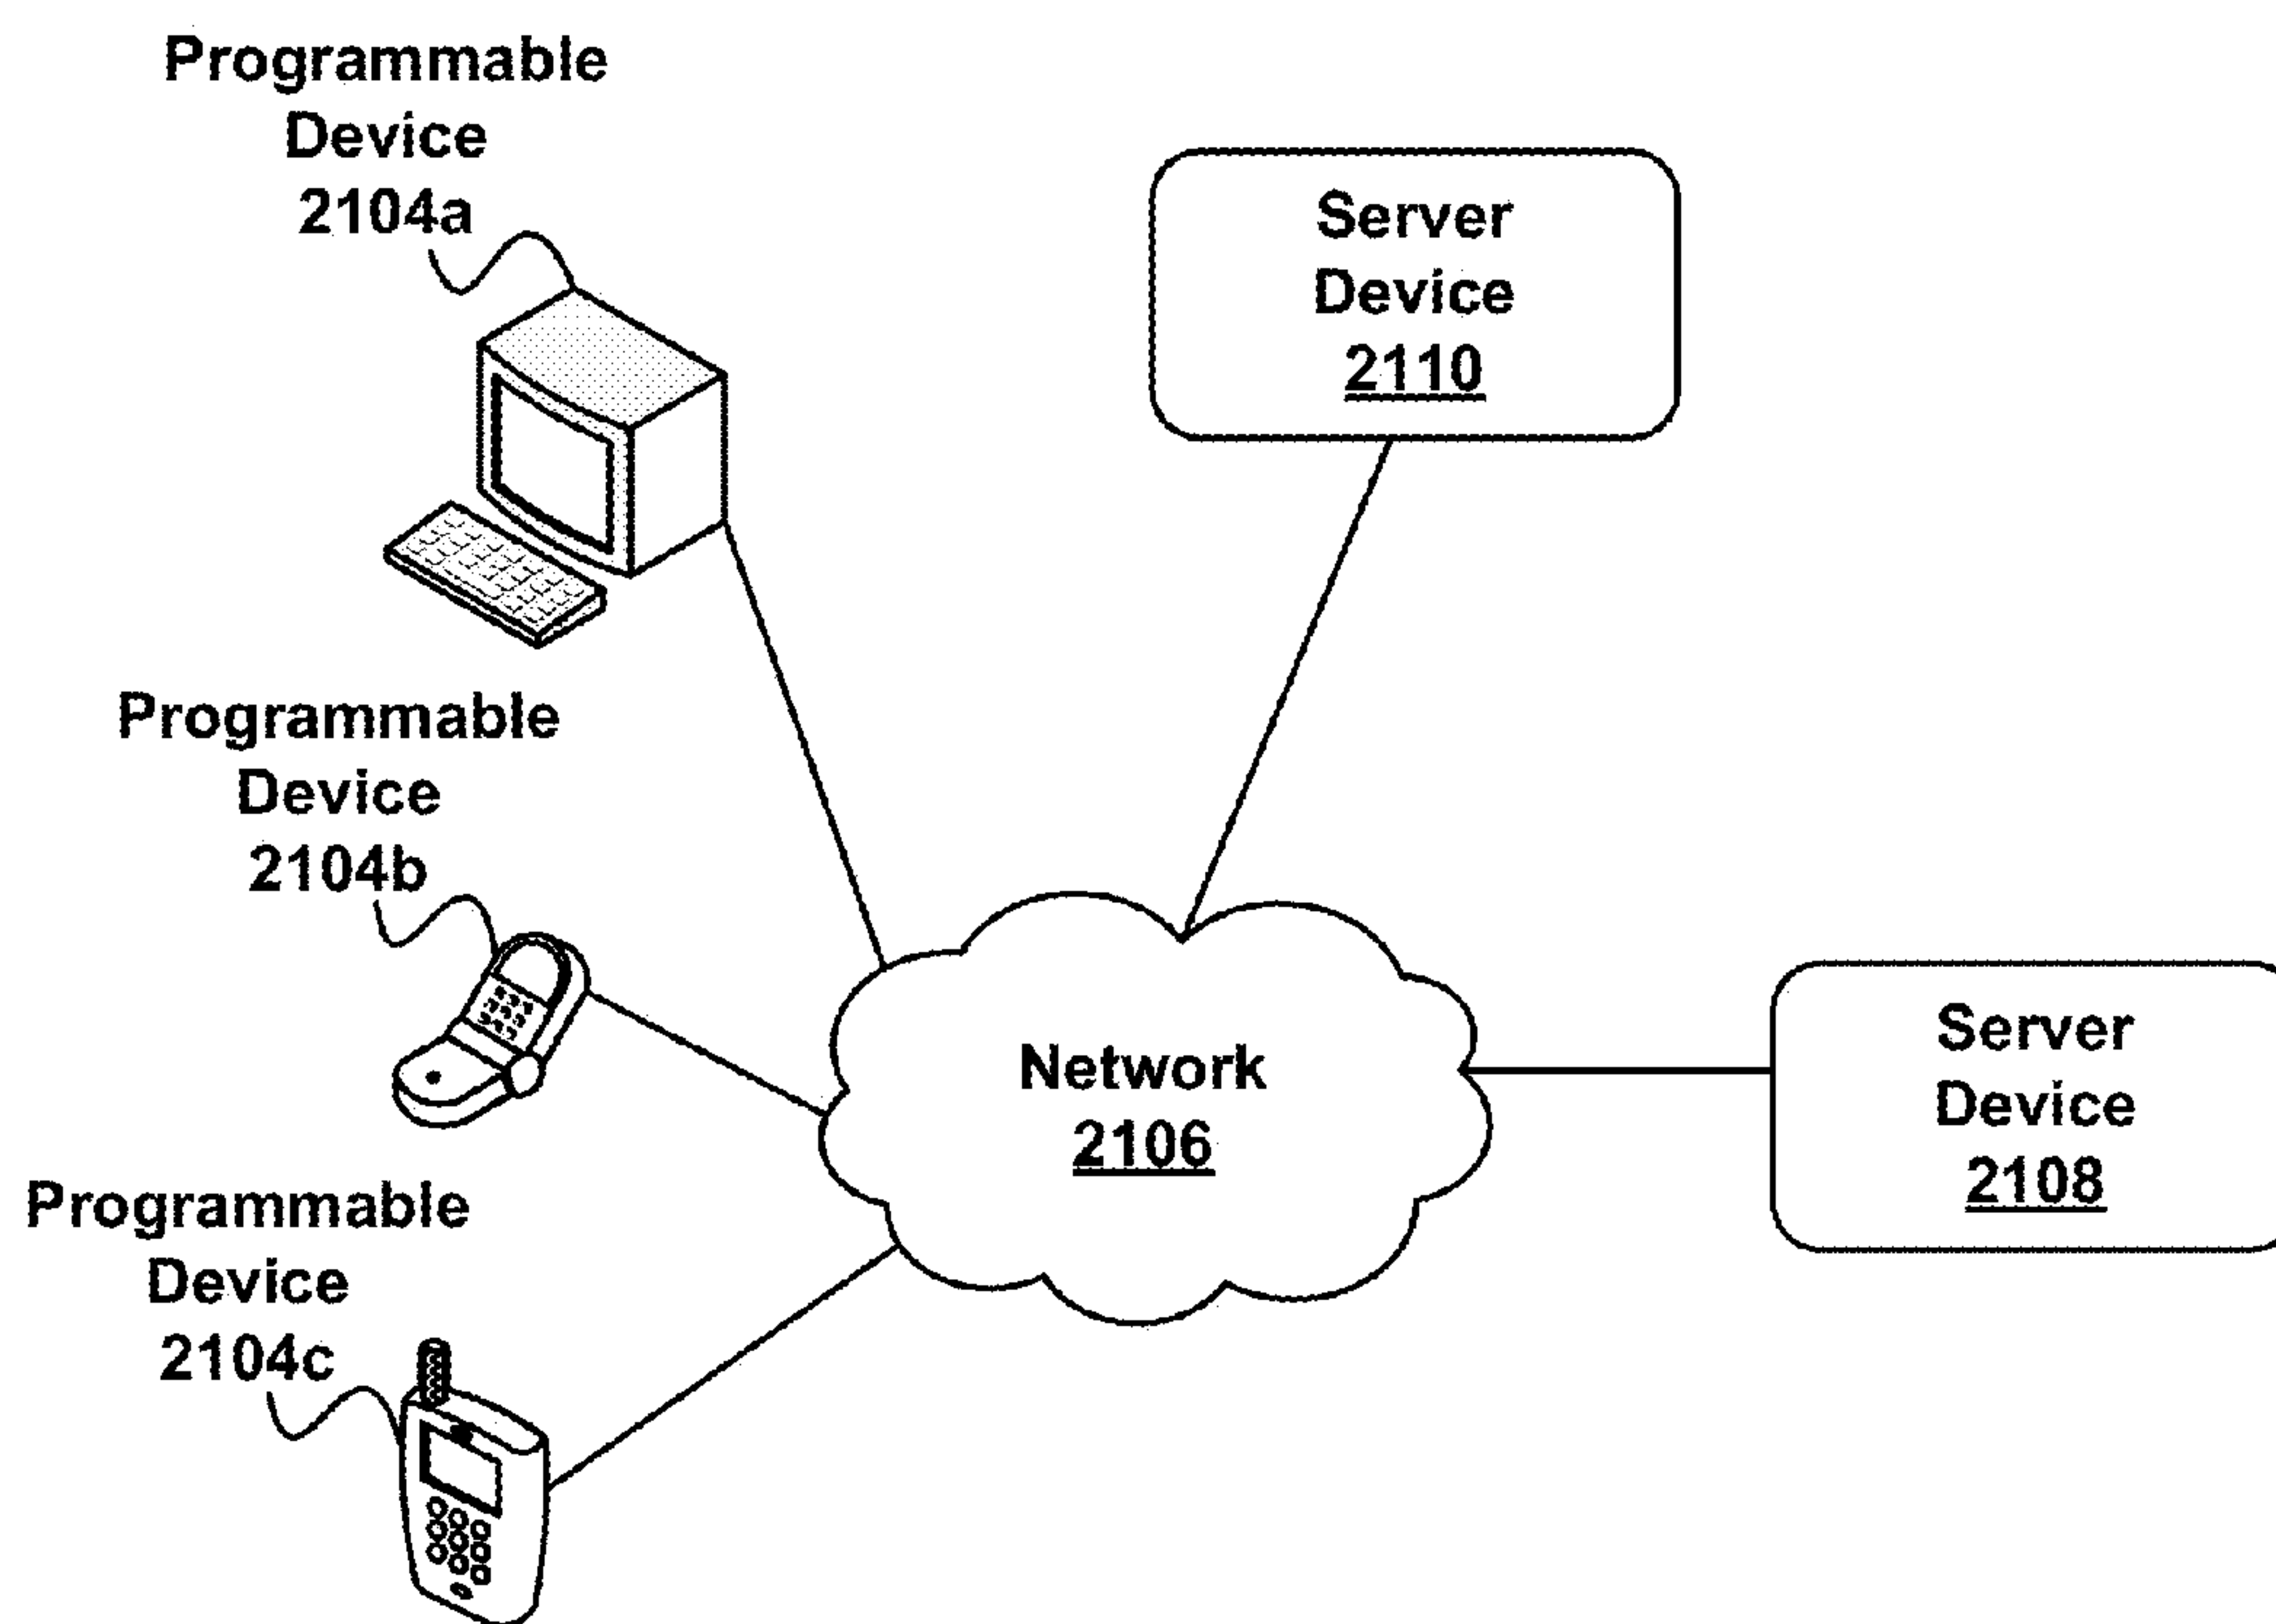 Programmable
Device
2104a
Server
Device
2110
Programmable
Device
2104b
Network
2106
Server
Device
2108
Programmable
Device
2104c